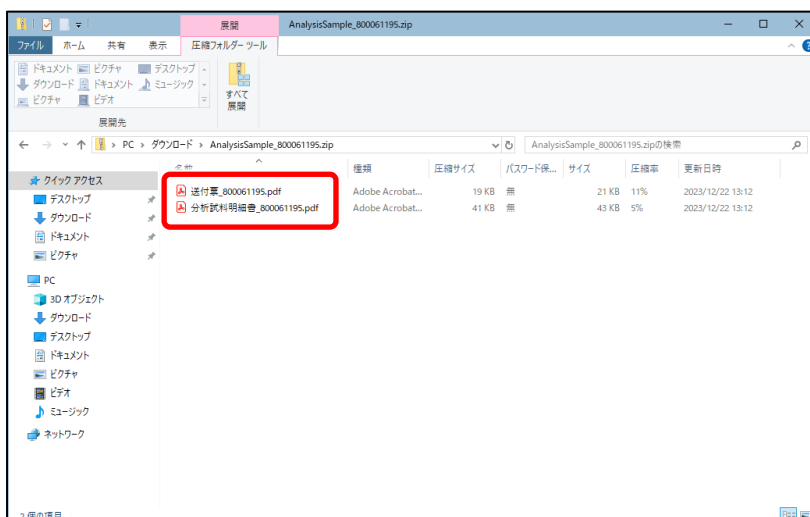 展開
AnalysisSample_800061195.zip
ファイル ホーム 共有 表示 圧縮フォルダー ツール
ドキュメント ピクチャ デスクトップ
ダウンロード ドキュメント ミュージック
ピクチャ ビデオ
すべて
展開
展開先
PC > ダウンロード > AnalysisSample_800061195.zip
AnalysisSample_800061195.zipの検索
名前 種類 圧縮サイズ パスワード保... サイズ 圧縮率 更新日時
送付票_800061195.pdf Adobe Acrobat... 19 KB 無 21 KB 11% 2023/12/22 13:12
分析試料明細書_800061195.pdf Adobe Acrobat... 41 KB 無 43 KB 5% 2023/12/22 13:12
クイック アクセス
デスクトップ
ダウンロード
ドキュメント
ピクチャ
PC
3D オブジェクト
ダウンロード
デスクトップ
ドキュメント
ピクチャ
ビデオ
ミュージック
ネットワーク
2 個の項目